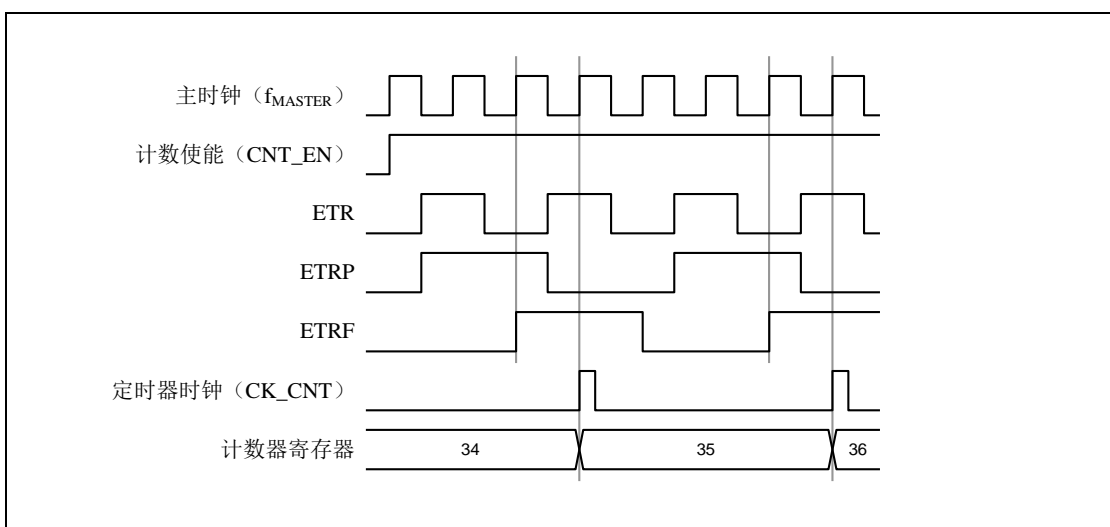 主时钟（fMASTER）
计数使能（CNT_EN）
ETR
ETRP
ETRF
定时器时钟（CK_CNT）
计数器寄存器 34 35 36